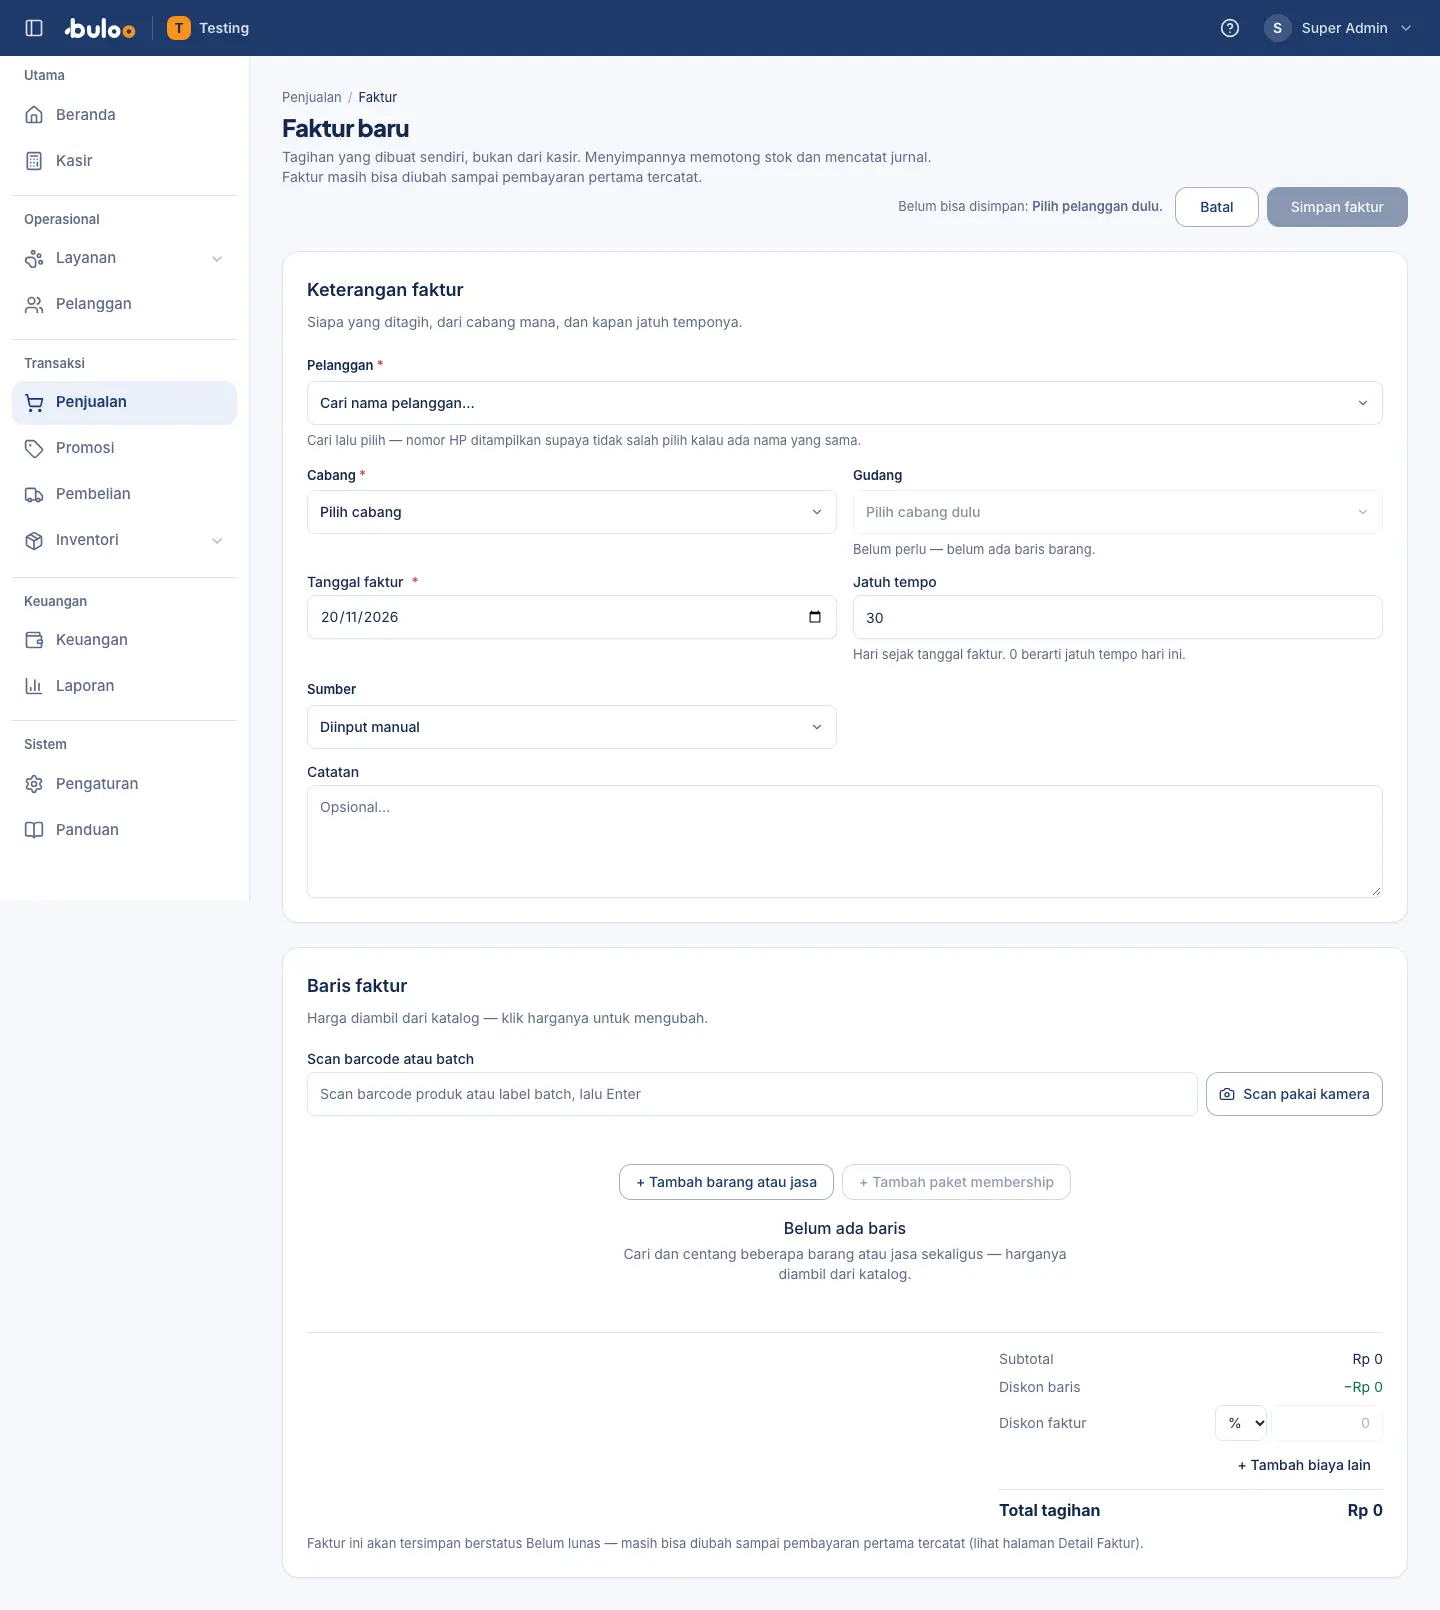 buloo
T Testing
S Super Admin
Utama
Beranda
Kasir
Operasional
Layanan
Pelanggan
Transaksi
Penjualan
Promosi
Pembelian
Inventori
Keuangan
Keuangan
Laporan
Sistem
Pengaturan
Panduan
Penjualan / Faktur
Faktur baru
Tagihan yang dibuat sendiri, bukan dari kasir. Menyimpannya memotong stok dan mencatat jurnal.
Faktur masih bisa diubah sampai pembayaran pertama tercatat.
Belum bisa disimpan: Pilih pelanggan dulu.
Batal
Simpan faktur
Keterangan faktur
Siapa yang ditagih, dari cabang mana, dan kapan jatuh temponya.
Pelanggan *
Cari nama pelanggan...
Cari lalu pilih — nomor HP ditampilkan supaya tidak salah pilih kalau ada nama yang sama.
Cabang *
Pilih cabang
Gudang
Pilih cabang dulu
Belum perlu — belum ada baris barang.
Tanggal faktur *
20/11/2026
Jatuh tempo
30
Hari sejak tanggal faktur. 0 berarti jatuh tempo hari ini.
Sumber
Diinput manual
Catatan
Opsional...
Baris faktur
Harga diambil dari katalog — klik harganya untuk mengubah.
Scan barcode atau batch
Scan barcode produk atau label batch, lalu Enter
Scan pakai kamera
+ Tambah barang atau jasa
+ Tambah paket membership
Belum ada baris
Cari dan centang beberapa barang atau jasa sekaligus — harganya
diambil dari katalog.
Subtotal Rp 0
Diskon baris −Rp 0
Diskon faktur % 0
+ Tambah biaya lain
Total tagihan Rp 0
Faktur ini akan tersimpan berstatus Belum lunas — masih bisa diubah sampai pembayaran pertama tercatat (lihat halaman Detail Faktur).